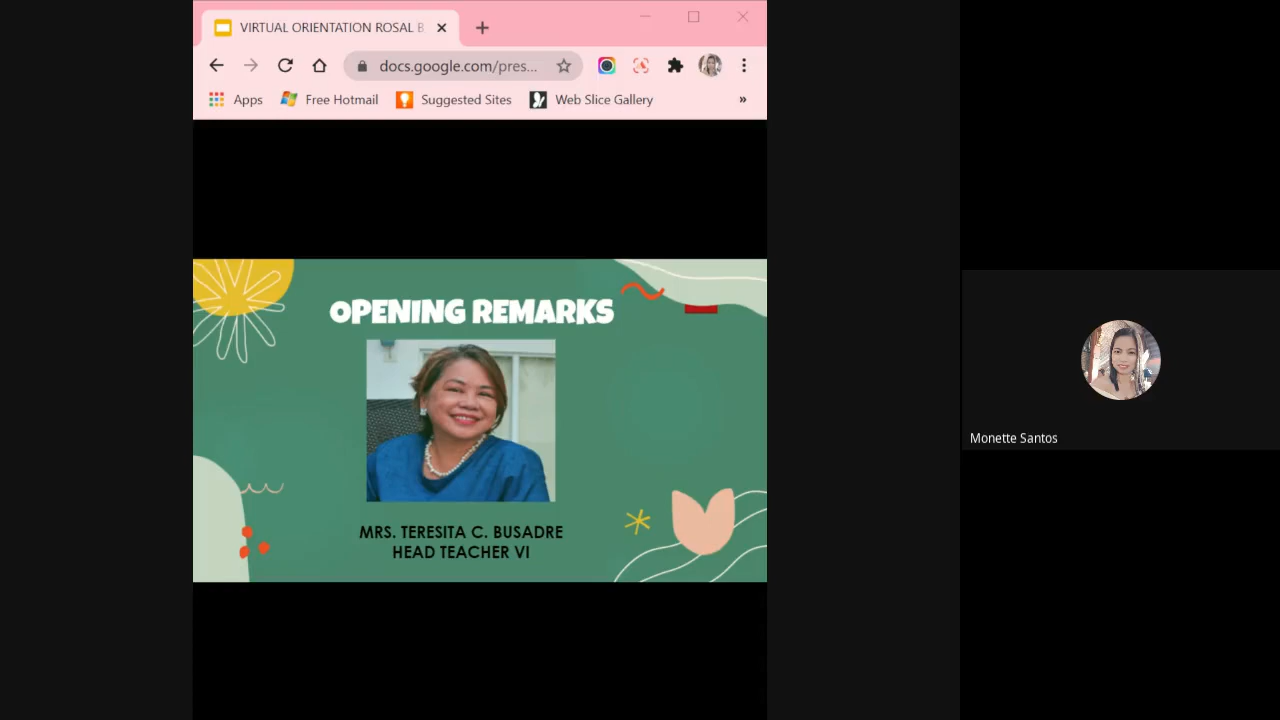 VIRTUAL ORIENTATION ROSAL B
docs.google.com/pres...
Apps
Free Hotmail
Suggested Sites
Web Slice Gallery
»
OPENING REMARKS
MRS. TERESITA C. BUSADRE
HEAD TEACHER VI
Monette Santos